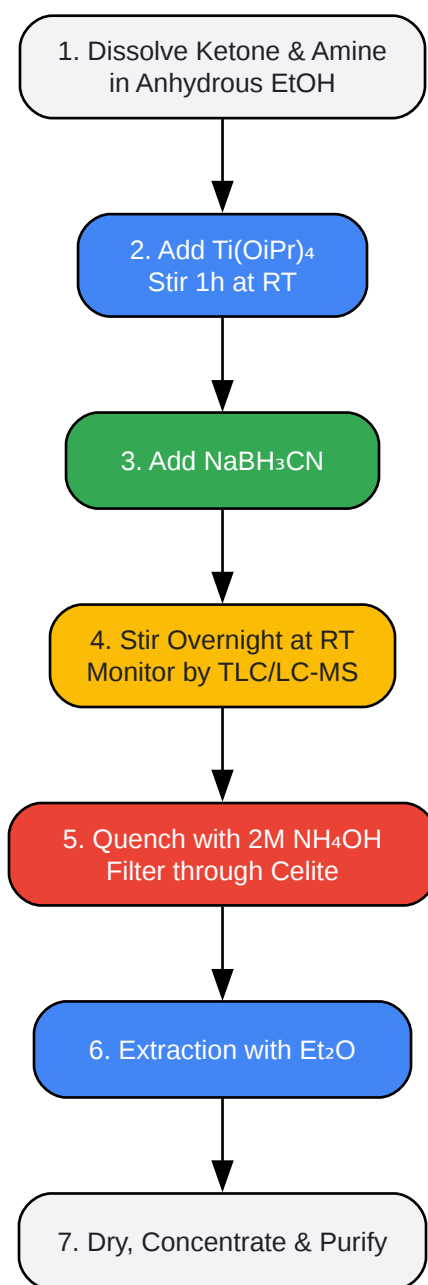 1. Dissolve Ketone & Amine
in Anhydrous EtOH
2. Add Ti(OiPr)₄
Stir 1h at RT
3. Add NaBH₃CN
4. Stir Overnight at RT
Monitor by TLC/LC-MS
5. Quench with 2M NH₄OH
Filter through Celite
6. Extraction with Et₂O
7. Dry, Concentrate & Purify